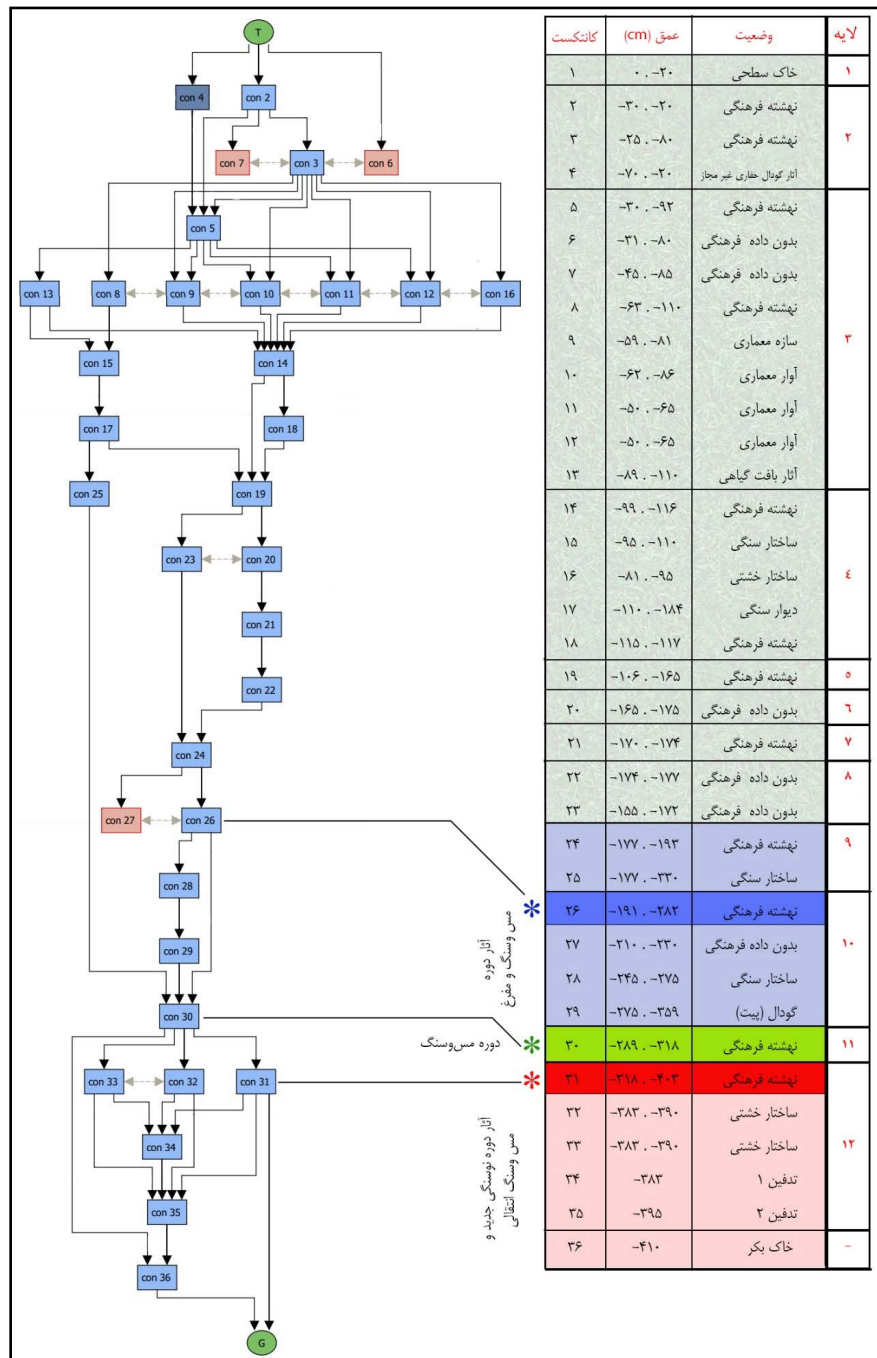 T
con 4
con 2
con 7
con 3
con 6
con 5
con 13
con 8
con 9
con 10
con 11
con 12
con 16
con 15
con 14
con 17
con 18
con 25
con 19
con 23
con 20
con 21
con 22
con 24
con 27
con 26
con 28
con 29
con 30
con 33
con 32
con 31
con 34
con 35
con 36
G
آثار دوره
مس وسنگ و مفرغ
دوره مس‌وسنگ
آثار دوره نوسنگی جدید و
مس وسنگ انتقالی
لایه وضعیت عمق (cm) کانتکست
۱ خاک سطحی ۰ . -۲۰ ۱
نهشته فرهنگی -۲۰ . -۳۰ ۲
۲ نهشته فرهنگی -۸۰ . -۲۵ ۳
آثار گودال حفاری غیر مجاز -۲۰ . -۷۰ ۴
نهشته فرهنگی -۹۲ . -۳۰ ۵
بدون داده فرهنگی -۸۰ . -۳۱ ۶
بدون داده فرهنگی -۸۵ . -۴۵ ۷
نهشته فرهنگی -۱۱۰ . -۶۳ ۸
۳ سازه معماری -۸۱ . -۵۹ ۹
آوار معماری -۸۶ . -۶۲ ۱۰
آوار معماری -۶۵ . -۵۰ ۱۱
آوار معماری -۶۵ . -۵۰ ۱۲
آثار بافت گیاهی -۱۱۰ . -۸۹ ۱۳
نهشته فرهنگی -۱۱۶ . -۹۹ ۱۴
ساختار سنگی -۱۱۰ . -۹۵ ۱۵
٤ ساختار خشتی -۹۵ . -۸۱ ۱۶
دیوار سنگی -۱۸۴ . -۱۱۰ ۱۷
نهشته فرهنگی -۱۱۷ . -۱۱۵ ۱۸
٥ نهشته فرهنگی -۱۶۵ . -۱۰۶ ۱۹
٦ بدون داده فرهنگی -۱۷۵ . -۱۶۵ ۲۰
۷ نهشته فرهنگی -۱۷۴ . -۱۷۰ ۲۱
۸ بدون داده فرهنگی -۱۷۷ . -۱۷۴ ۲۲
بدون داده فرهنگی -۱۷۲ . -۱۵۵ ۲۳
۹ نهشته فرهنگی -۱۹۳ . -۱۷۷ ۲۴
ساختار سنگی -۳۳۰ . -۱۷۷ ۲۵
نهشته فرهنگی -۲۸۲ . -۱۹۱ ۲۶
۱۰ بدون داده فرهنگی -۲۳۰ . -۲۱۰ ۲۷
ساختار سنگی -۲۷۵ . -۲۴۵ ۲۸
گودال (پیت) -۳۵۹ . -۲۷۵ ۲۹
۱۱ نهشته فرهنگی -۳۱۸ . -۲۸۹ ۳۰
نهشته فرهنگی -۴۰۳ . -۳۱۸ ۳۱
ساختار خشتی -۳۹۰ . -۳۸۳ ۳۲
۱۲ ساختار خشتی -۳۹۰ . -۳۸۳ ۳۳
تدفین ۱ -۳۸۳ ۳۴
تدفین ۲ -۳۹۵ ۳۵
- خاک بکر -۴۱۰ ۳۶